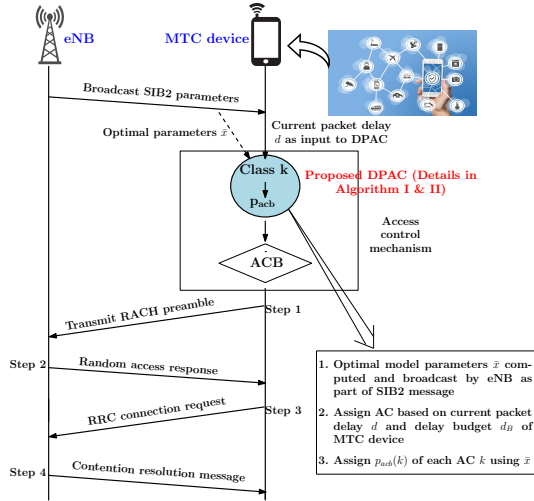 eNB
MTC device
Broadcast SIB2 parameters
Optimal parameters x̄
Current packet delay
d as input to DPAC
Class k
Pacb
Proposed DPAC (Details in
Algorithm I & II)
Access
control
mechanism
ACB
Step 1
Transmit RACH preamble
Step 2
Random access response
Step 3
RRC connection request
Step 4
Contention resolution message
1. Optimal model parameters x̄ com-
puted and broadcast by eNB as
part of SIB2 message
2. Assign AC based on current packet
delay d and delay budget d_B of
MTC device
3. Assign p_acb(k) of each AC k using x̄